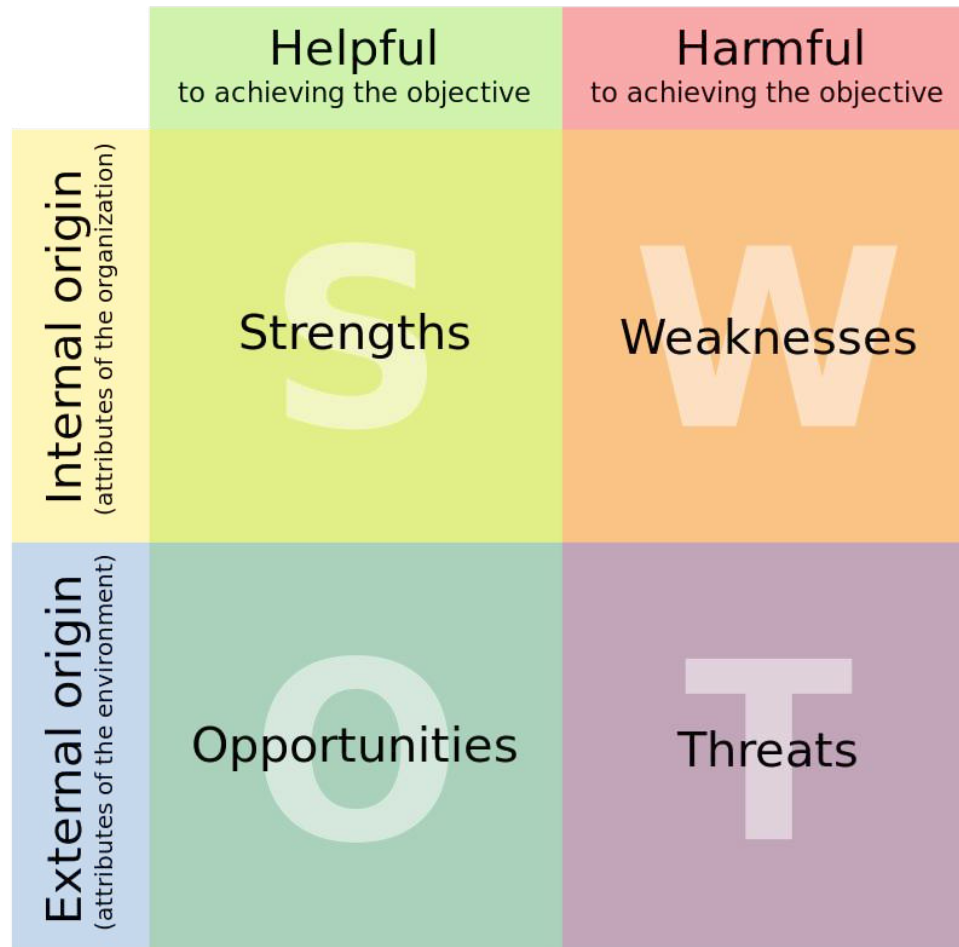 Helpful
to achieving the objective
Harmful
to achieving the objective
Internal origin
(attributes of the organization)
S
Strengths
W
Weaknesses
External origin
(attributes of the environment)
O
Opportunities
T
Threats